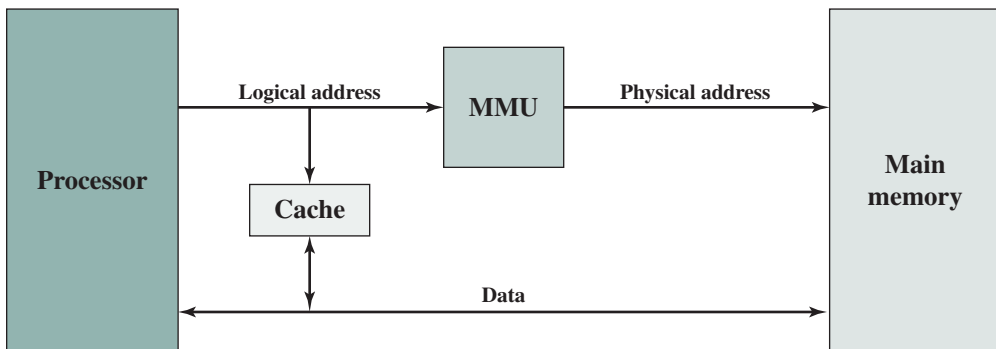 Logical address
Physical address
MMU
Processor
Main
memory
Cache
Data